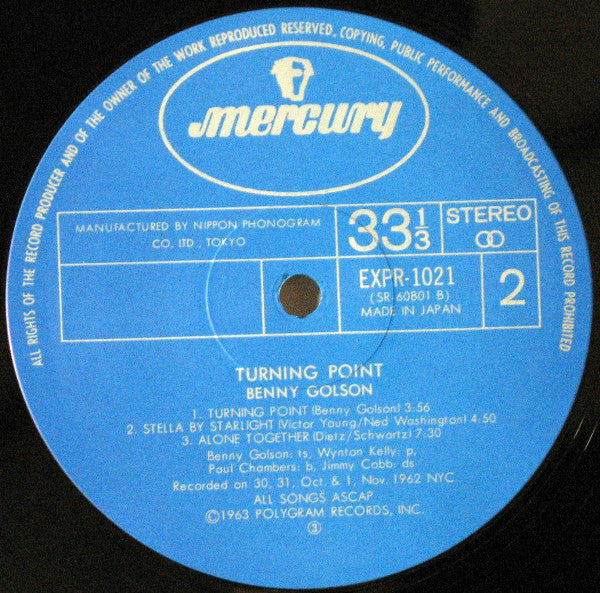 ALL RIGHTS OF THE RECORD PRODUCER AND OF THE OWNER OF THE WORK REPRODUCED RESERVED, COPYING, PUBLIC PERFORMANCE AND BROADCASTING OF THIS RECORD PROHIBITED
mercury
MANUFACTURED BY NIPPON PHONOGRAM
CO. LTD., TOKYO
33 1/3
STEREO
EXPR-1021
(SR-60801 B)
MADE IN JAPAN
2
TURNING POINT
BENNY GOLSON
1. TURNING POINT (Benny Golson) 3:56
2. STELLA BY STARLIGHT (Victor Young/Ned Washington) 4:50
3. ALONE TOGETHER (Dietz/Schwartz) 7:30
Benny Golson: ts, Wynton Kelly: p,
Paul Chambers: b, Jimmy Cobb: ds
Recorded on 30, 31, Oct. & 1, Nov. 1962 NYC.
ALL SONGS ASCAP
Ⓒ1963 POLYGRAM RECORDS, INC.
③